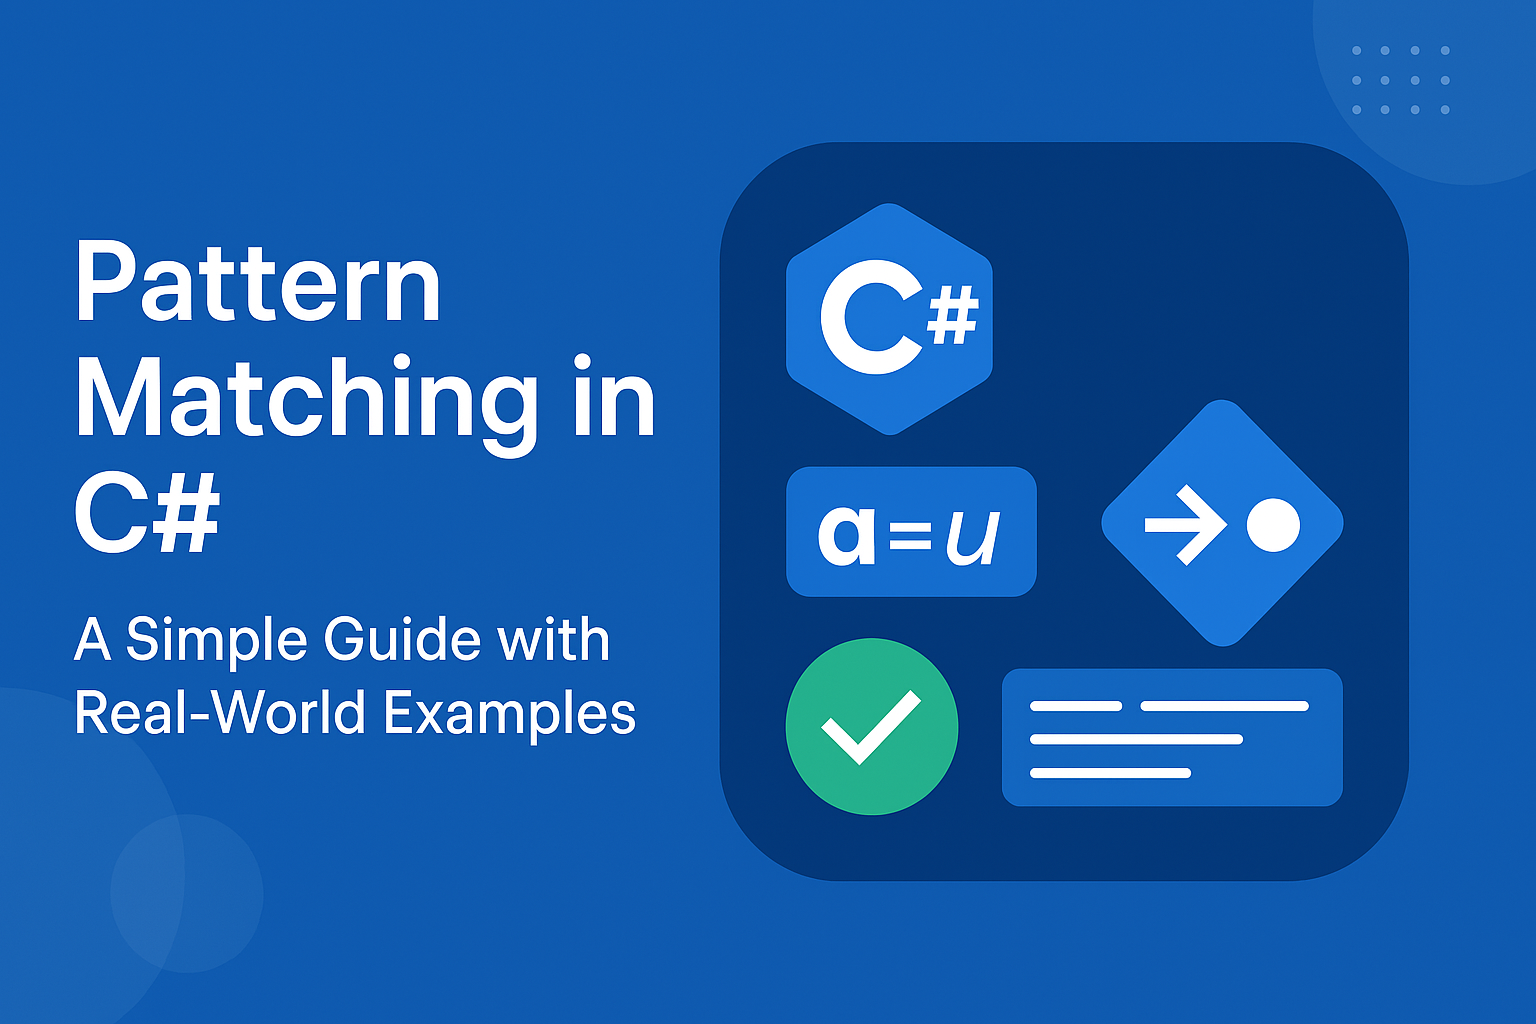 Pattern
Matching in
C#
A Simple Guide with
Real-World Examples
C#
a=u